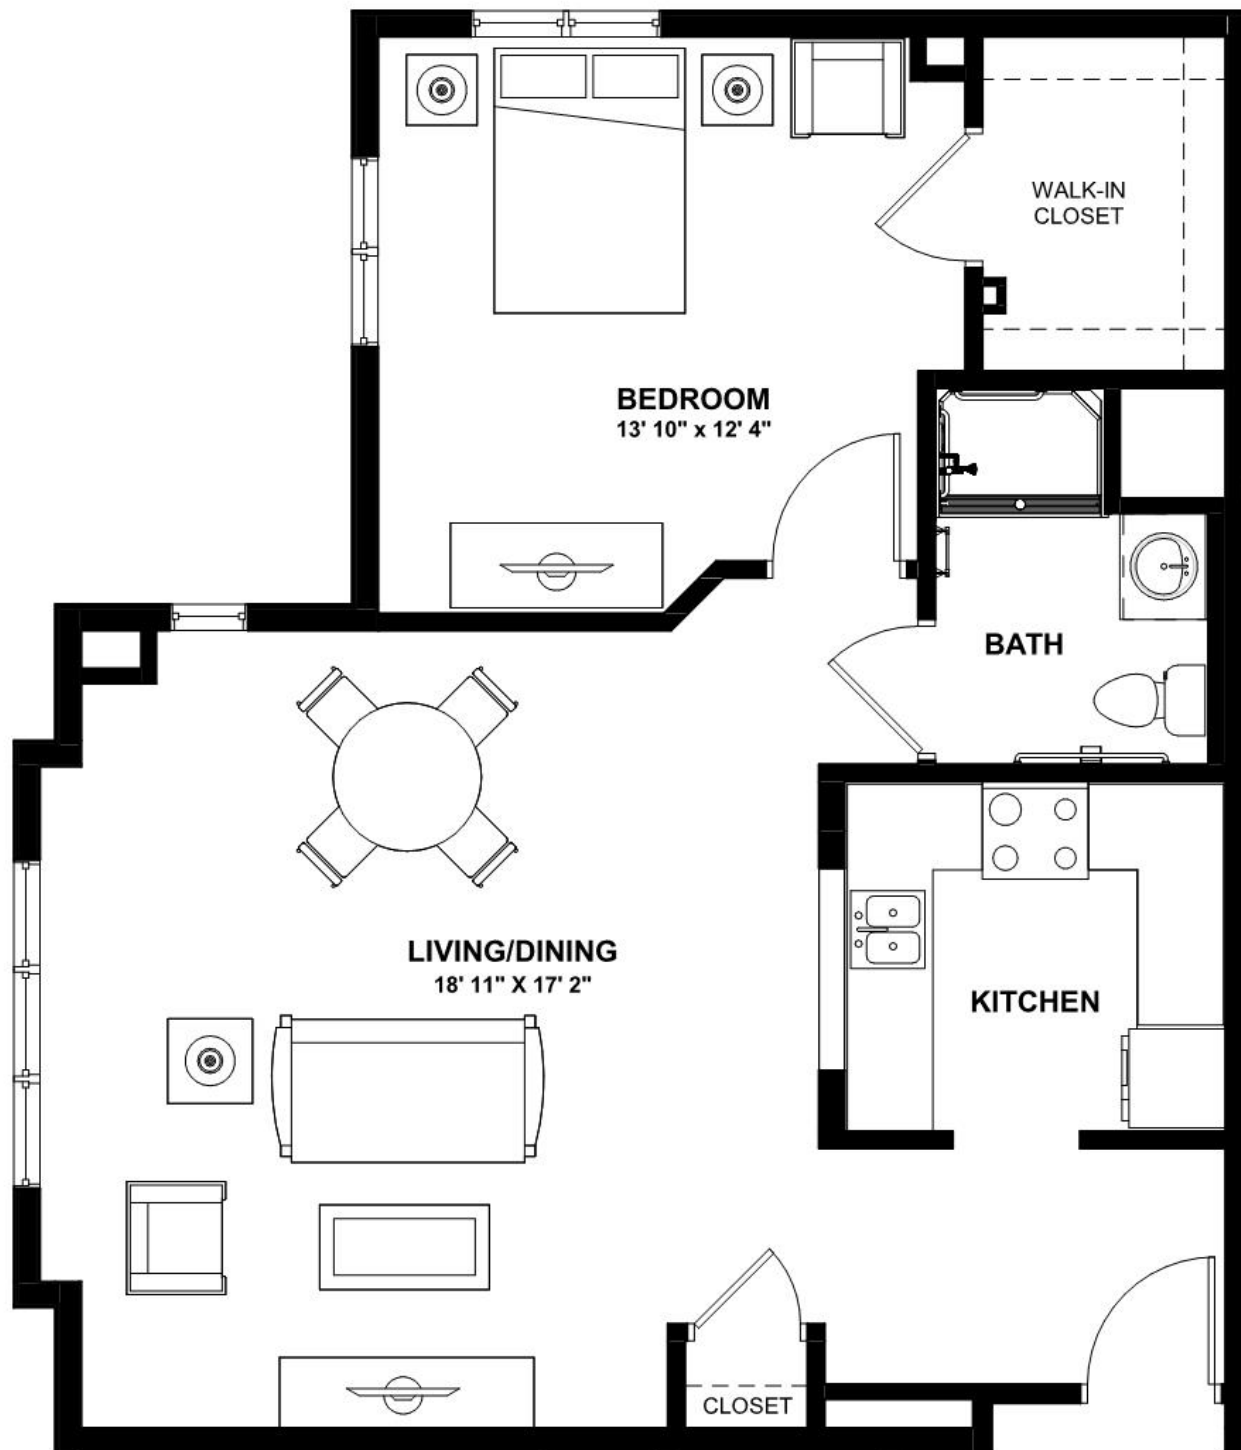 WALK-IN
CLOSET
BEDROOM
13' 10" x 12' 4"
BATH
LIVING/DINING
18' 11" X 17' 2"
KITCHEN
CLOSET